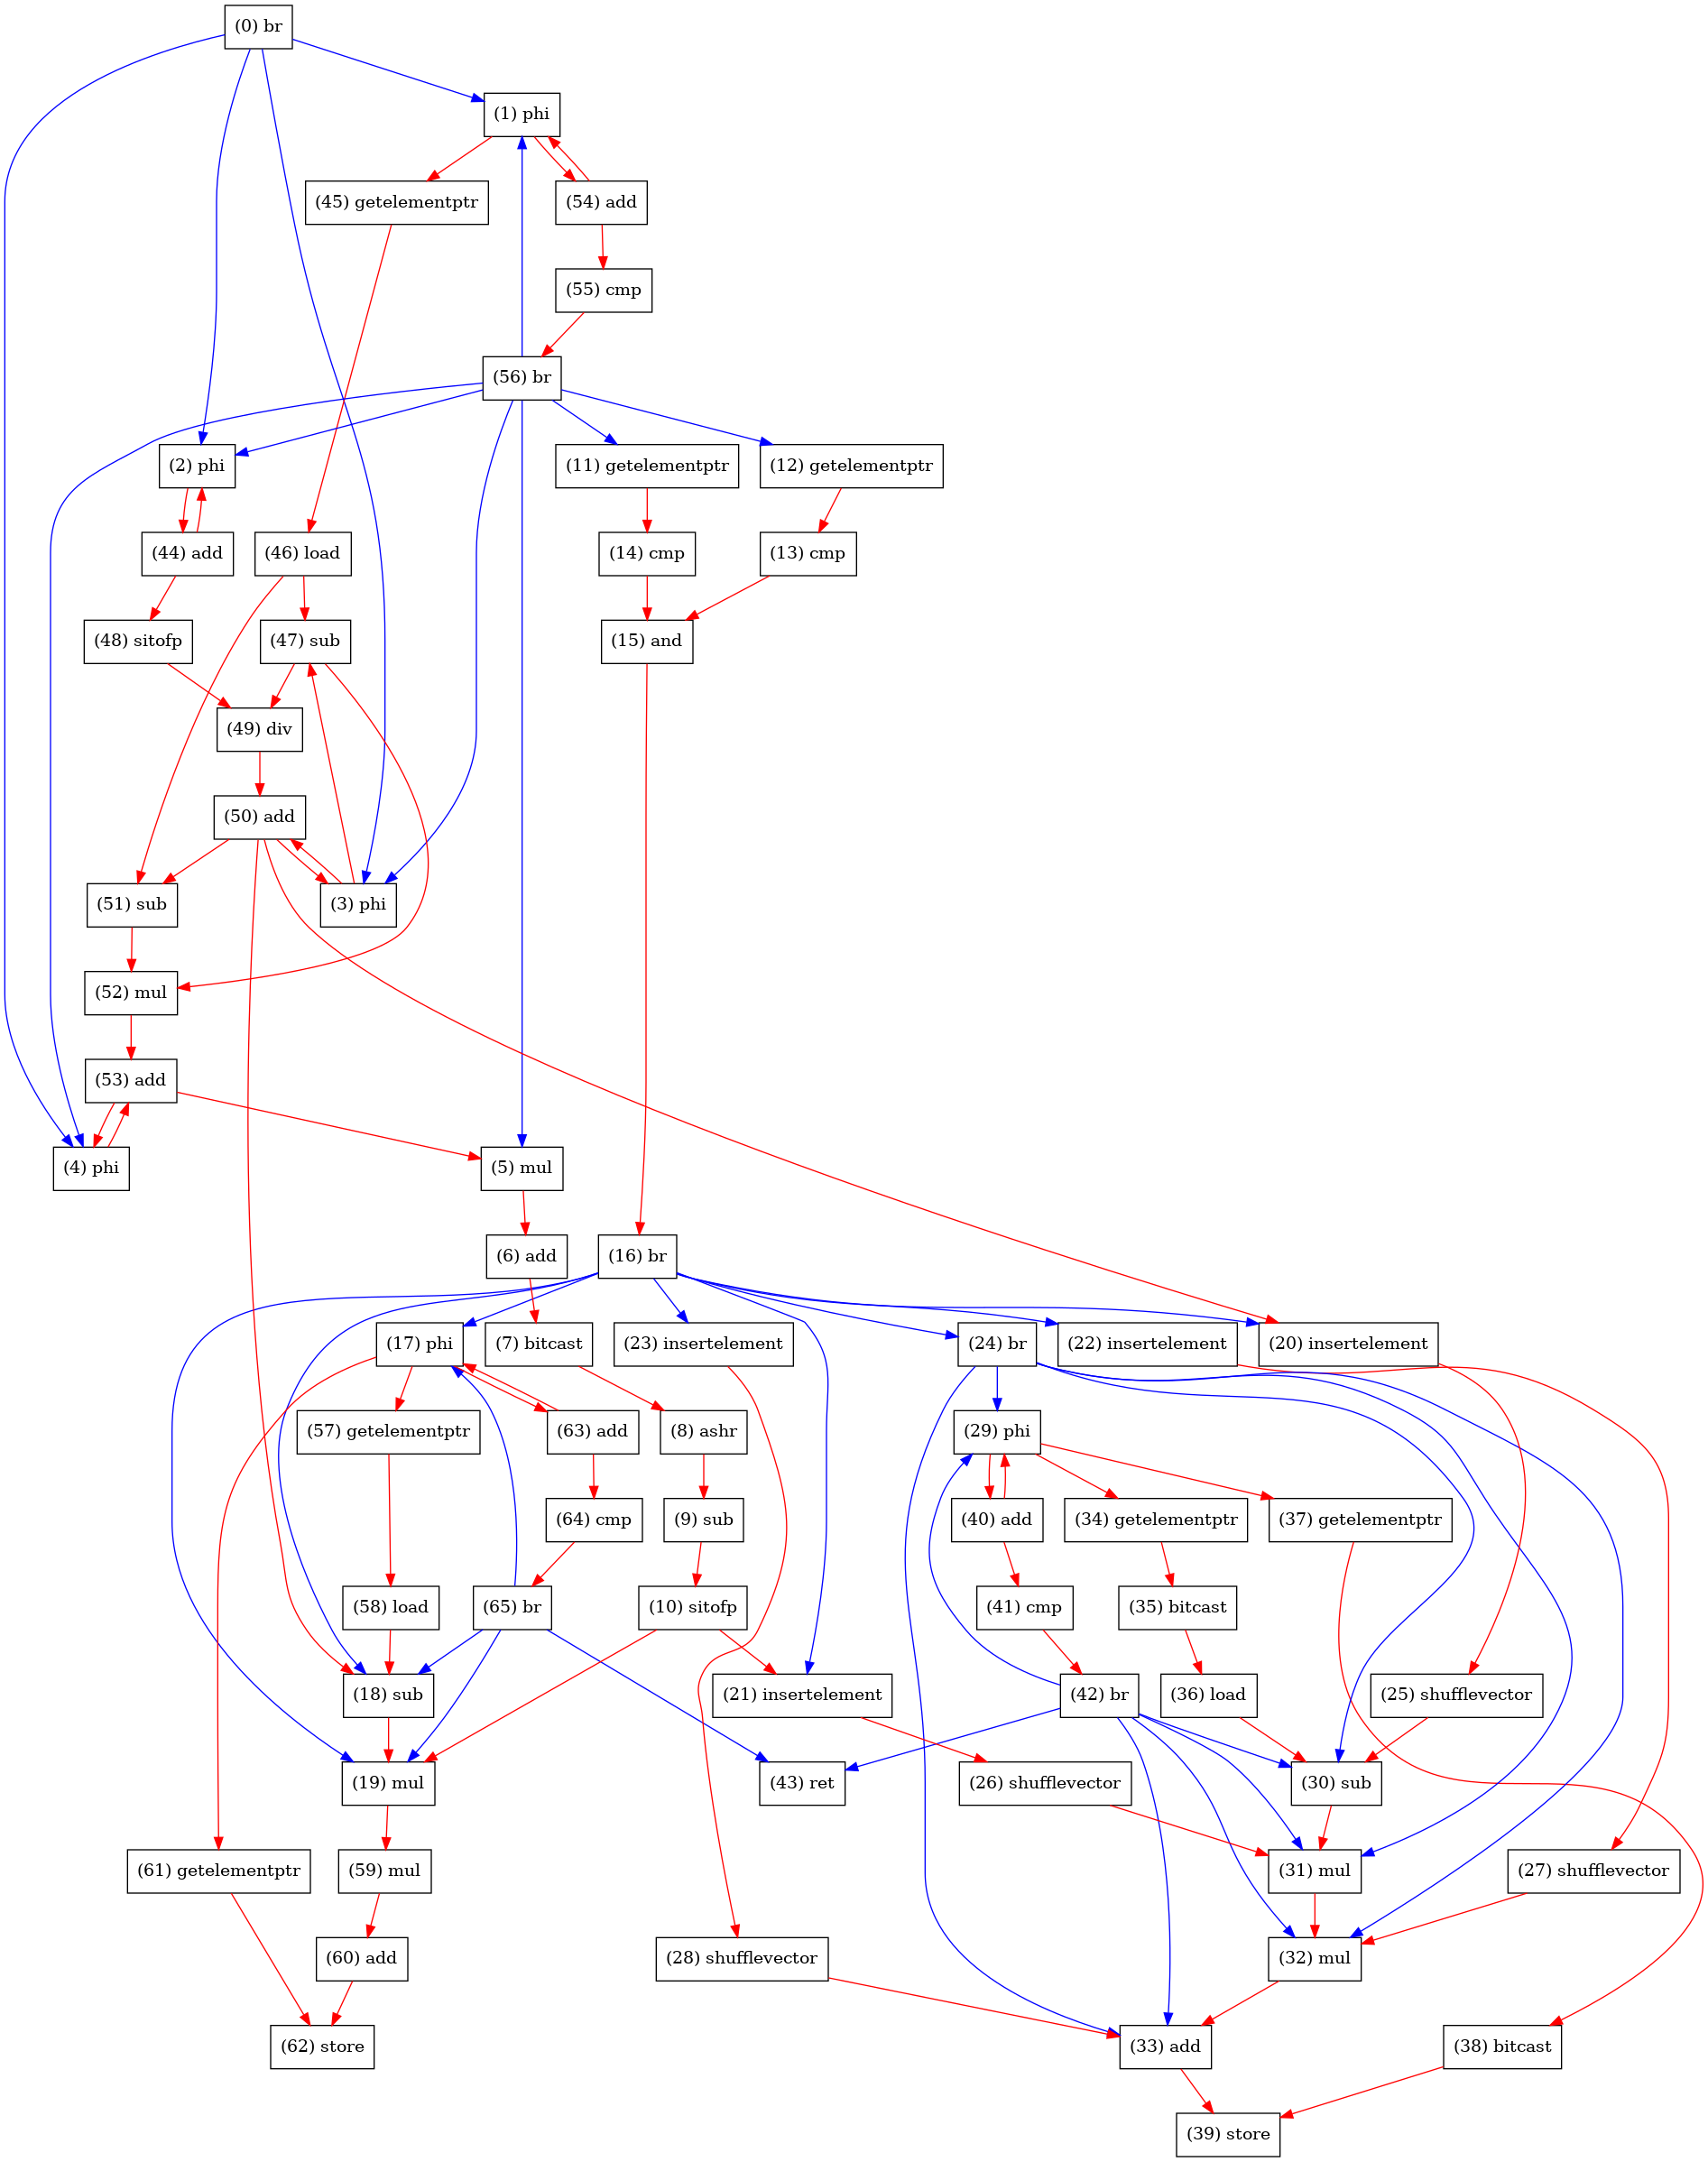 (0) br
(1) phi
(45) getelementptr
(54) add
(55) cmp
(56) br
(2) phi
(11) getelementptr
(12) getelementptr
(44) add
(46) load
(14) cmp
(13) cmp
(48) sitofp
(47) sub
(15) and
(49) div
(50) add
(51) sub
(3) phi
(52) mul
(53) add
(4) phi
(5) mul
(6) add
(16) br
(17) phi
(7) bitcast
(23) insertelement
(24) br
(22) insertelement
(20) insertelement
(57) getelementptr
(63) add
(8) ashr
(29) phi
(64) cmp
(9) sub
(40) add
(34) getelementptr
(37) getelementptr
(58) load
(65) br
(10) sitofp
(41) cmp
(35) bitcast
(18) sub
(21) insertelement
(42) br
(36) load
(25) shufflevector
(19) mul
(43) ret
(26) shufflevector
(30) sub
(61) getelementptr
(59) mul
(31) mul
(27) shufflevector
(60) add
(28) shufflevector
(32) mul
(62) store
(33) add
(38) bitcast
(39) store